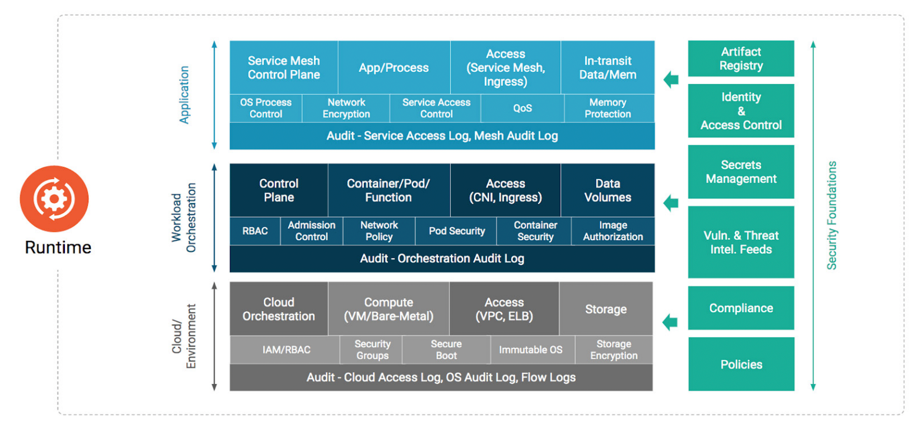 Runtime
Application
Service Mesh
Control Plane
App/Process
Access
(Service Mesh,
Ingress)
In-transit
Data/Mem
OS Process
Control
Network
Encryption
Service Access
Control
QoS
Memory
Protection
Audit - Service Access Log, Mesh Audit Log
Workload
Orchestration
Control
Plane
Container/Pod/
Function
Access
(CNI, Ingress)
Data
Volumes
RBAC
Admission
Control
Network
Policy
Pod Security
Container
Security
Image
Authorization
Audit - Orchestration Audit Log
Cloud/
Environment
Cloud
Orchestration
Compute
(VM/Bare-Metal)
Access
(VPC, ELB)
Storage
IAM/RBAC
Security
Groups
Secure
Boot
Immutable OS
Storage
Encryption
Audit - Cloud Access Log, OS Audit Log, Flow Logs
Artifact
Registry
Identity
&
Access Control
Secrets
Management
Vuln. & Threat
Intel. Feeds
Compliance
Policies
Security Foundations